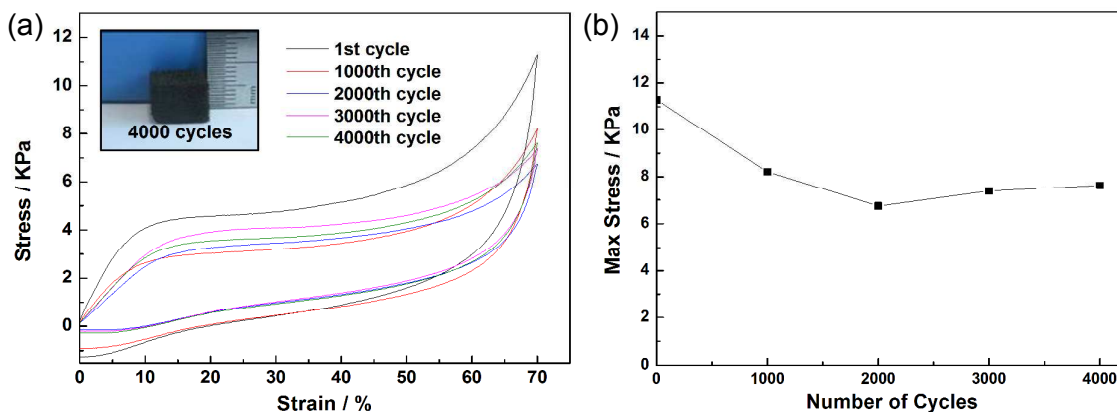 (a)
12
10
8
6
4
2
0
Stress / KPa
4000 cycles
1st cycle
1000th cycle
2000th cycle
3000th cycle
4000th cycle
0 10 20 30 40 50 60 70
Strain / %
(b)
14
12
10
8
6
4
2
0
Max Stress / KPa
0 1000 2000 3000 4000
Number of Cycles